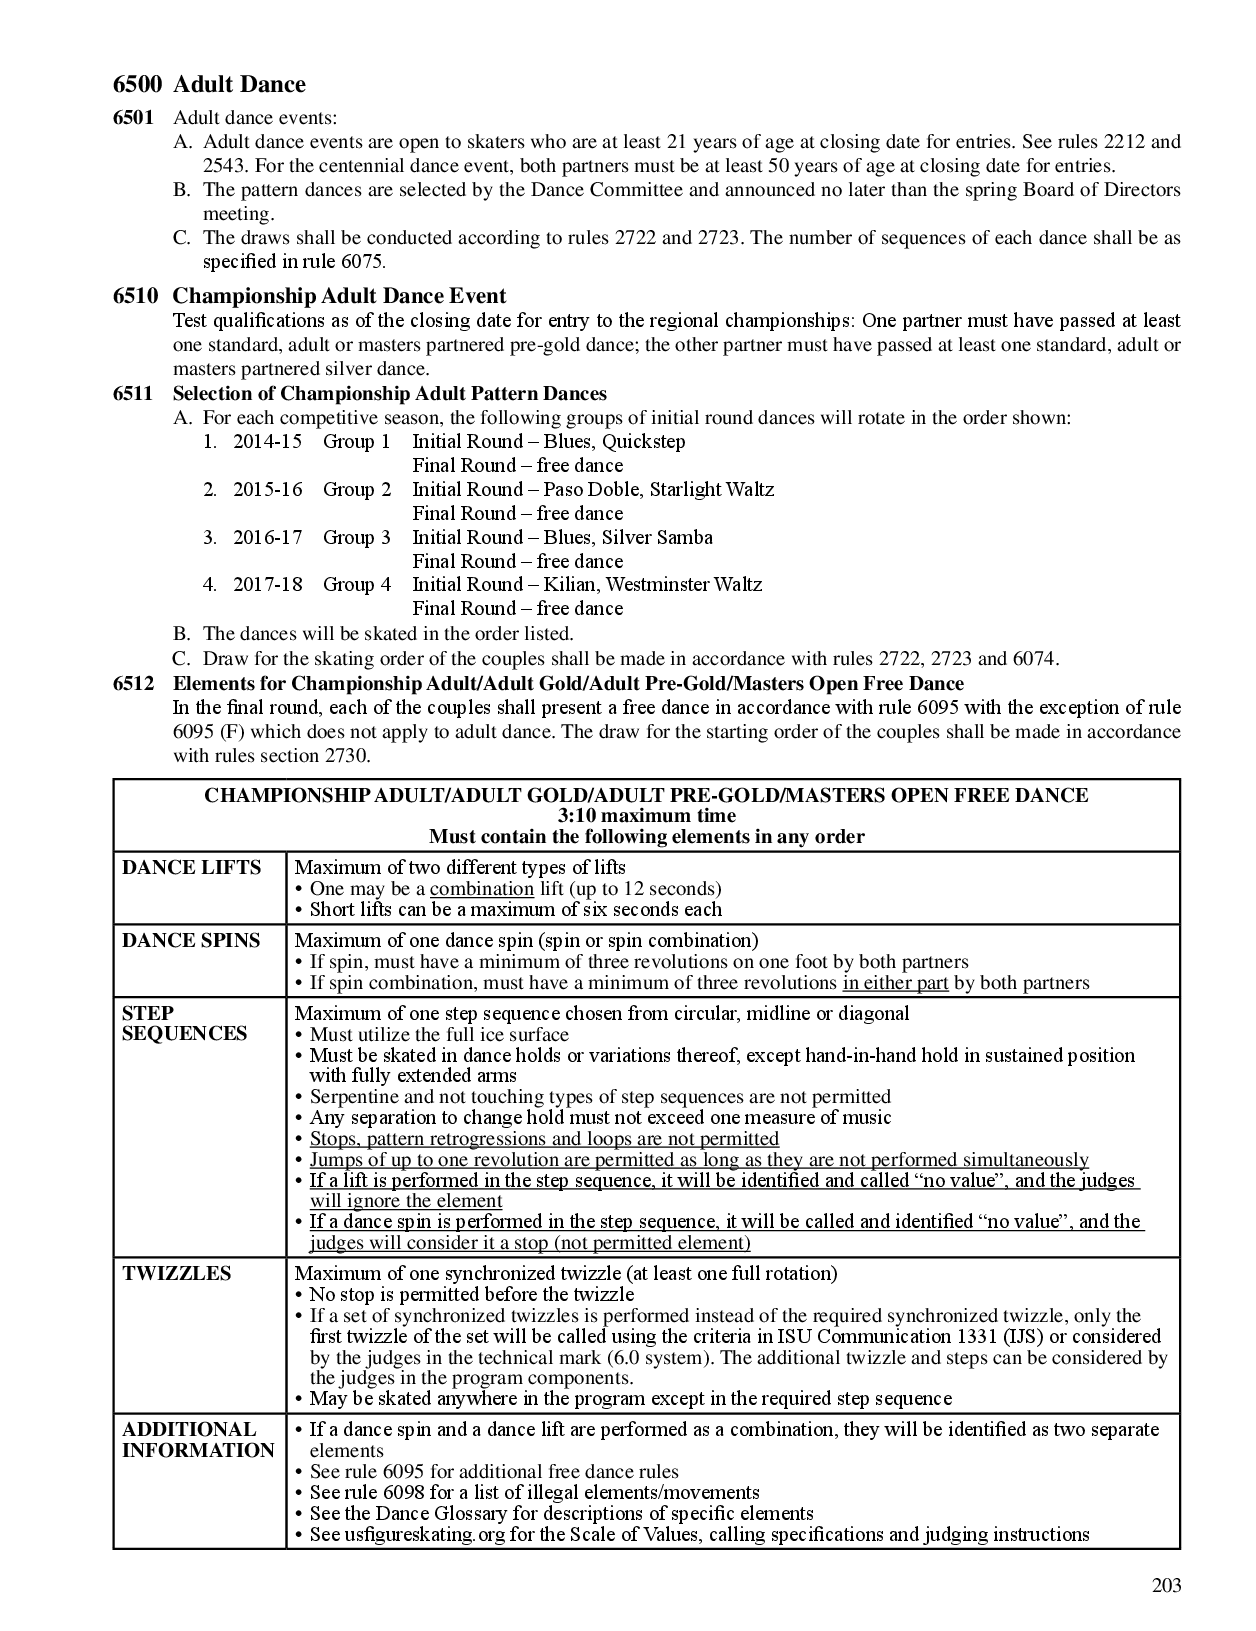 6500 Adult Dance
6501 Adult dance events:
A. Adult dance events are open to skaters who are at least 21 years of age at closing date for entries. See rules 2212 and
2543. For the centennial dance event, both partners must be at least 50 years of age at closing date for entries.
B. The pattern dances are selected by the Dance Committee and announced no later than the spring Board of Directors
meeting.
C. The draws shall be conducted according to rules 2722 and 2723. The number of sequences of each dance shall be as
specified in rule 6075.
6510 Championship Adult Dance Event
Test qualifications as of the closing date for entry to the regional championships: One partner must have passed at least
one standard, adult or masters partnered pre-gold dance; the other partner must have passed at least one standard, adult or
masters partnered silver dance.
6511 Selection of Championship Adult Pattern Dances
A. For each competitive season, the following groups of initial round dances will rotate in the order shown:
1. 2014-15 Group 1 Initial Round – Blues, Quickstep
Final Round – free dance
2. 2015-16 Group 2 Initial Round – Paso Doble, Starlight Waltz
Final Round – free dance
3. 2016-17 Group 3 Initial Round – Blues, Silver Samba
Final Round – free dance
4. 2017-18 Group 4 Initial Round – Kilian, Westminster Waltz
Final Round – free dance
B. The dances will be skated in the order listed.
C. Draw for the skating order of the couples shall be made in accordance with rules 2722, 2723 and 6074.
6512 Elements for Championship Adult/Adult Gold/Adult Pre-Gold/Masters Open Free Dance
In the final round, each of the couples shall present a free dance in accordance with rule 6095 with the exception of rule
6095 (F) which does not apply to adult dance. The draw for the starting order of the couples shall be made in accordance
with rules section 2730.
CHAMPIONSHIP ADULT/ADULT GOLD/ADULT PRE-GOLD/MASTERS OPEN FREE DANCE
3:10 maximum time
Must contain the following elements in any order
DANCE LIFTS Maximum of two different types of lifts
• One may be a combination lift (up to 12 seconds)
• Short lifts can be a maximum of six seconds each
DANCE SPINS Maximum of one dance spin (spin or spin combination)
• If spin, must have a minimum of three revolutions on one foot by both partners
• If spin combination, must have a minimum of three revolutions in either part by both partners
STEP Maximum of one step sequence chosen from circular, midline or diagonal
SEQUENCES • Must utilize the full ice surface
• Must be skated in dance holds or variations thereof, except hand-in-hand hold in sustained position
with fully extended arms
• Serpentine and not touching types of step sequences are not permitted
• Any separation to change hold must not exceed one measure of music
• Stops, pattern retrogressions and loops are not permitted
• Jumps of up to one revolution are permitted as long as they are not performed simultaneously
• If a lift is performed in the step sequence, it will be identified and called “no value”, and the judges
will ignore the element
• If a dance spin is performed in the step sequence, it will be called and identified “no value”, and the
judges will consider it a stop (not permitted element)
TWIZZLES Maximum of one synchronized twizzle (at least one full rotation)
• No stop is permitted before the twizzle
• If a set of synchronized twizzles is performed instead of the required synchronized twizzle, only the
first twizzle of the set will be called using the criteria in ISU Communication 1331 (IJS) or considered
by the judges in the technical mark (6.0 system). The additional twizzle and steps can be considered by
the judges in the program components.
• May be skated anywhere in the program except in the required step sequence
ADDITIONAL • If a dance spin and a dance lift are performed as a combination, they will be identified as two separate
INFORMATION elements
• See rule 6095 for additional free dance rules
• See rule 6098 for a list of illegal elements/movements
• See the Dance Glossary for descriptions of specific elements
• See usfigureskating.org for the Scale of Values, calling specifications and judging instructions
203